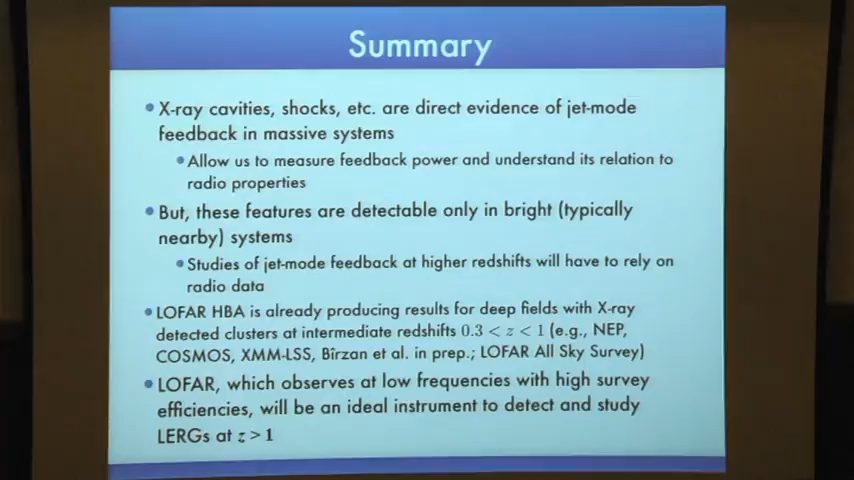 Summary
• X-ray cavities, shocks, etc. are direct evidence of jet-mode
feedback in massive systems
• Allow us to measure feedback power and understand its relation to
radio properties
• But, these features are detectable only in bright (typically
nearby) systems
• Studies of jet-mode feedback at higher redshifts will have to rely on
radio data
• LOFAR HBA is already producing results for deep fields with X-ray
detected clusters at intermediate redshifts 0.3 < z < 1 (e.g., NEP,
COSMOS, XMM-LSS, Bîrzan et al. in prep.; LOFAR All Sky Survey)
• LOFAR, which observes at low frequencies with high survey
efficiencies, will be an ideal instrument to detect and study
LERGs at z > 1